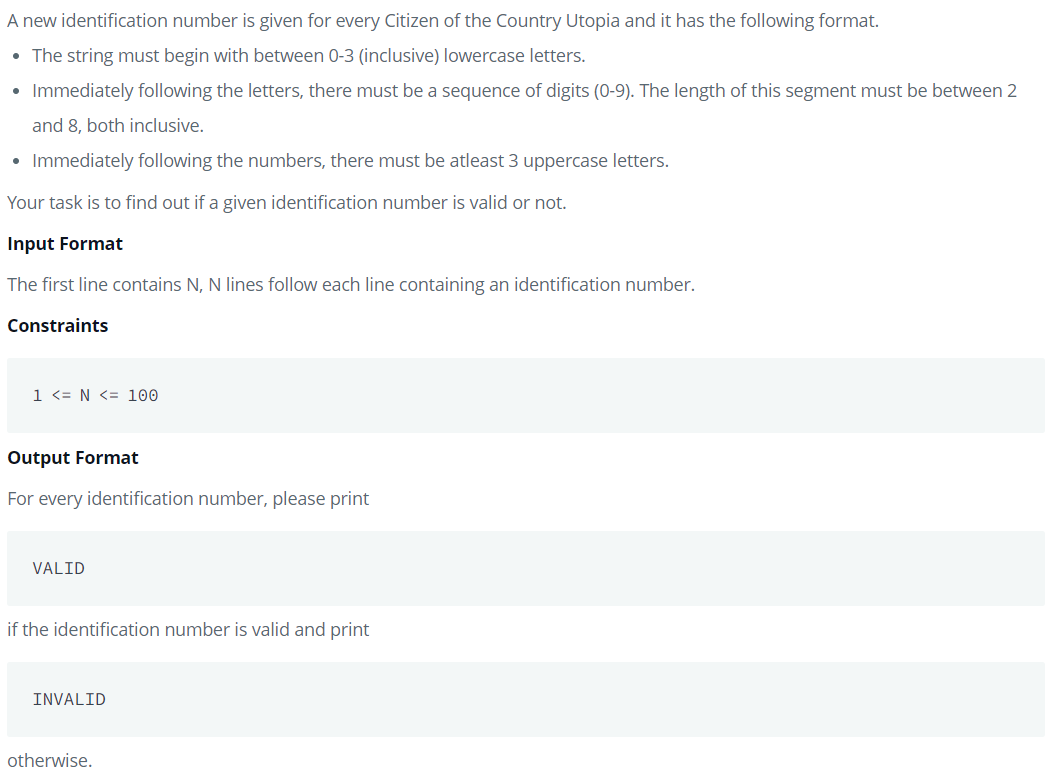 A new identification number is given for every Citizen of the Country Utopia and it has the following format.
• The string must begin with between 0-3 (inclusive) lowercase letters.
• Immediately following the letters, there must be a sequence of digits (0-9). The length of this segment must be between 2
and 8, both inclusive.
• Immediately following the numbers, there must be atleast 3 uppercase letters.
Your task is to find out if a given identification number is valid or not.
Input Format
The first line contains N, N lines follow each line containing an identification number.
Constraints
1 <= N <= 100
Output Format
For every identification number, please print
VALID
if the identification number is valid and print
INVALID
otherwise.